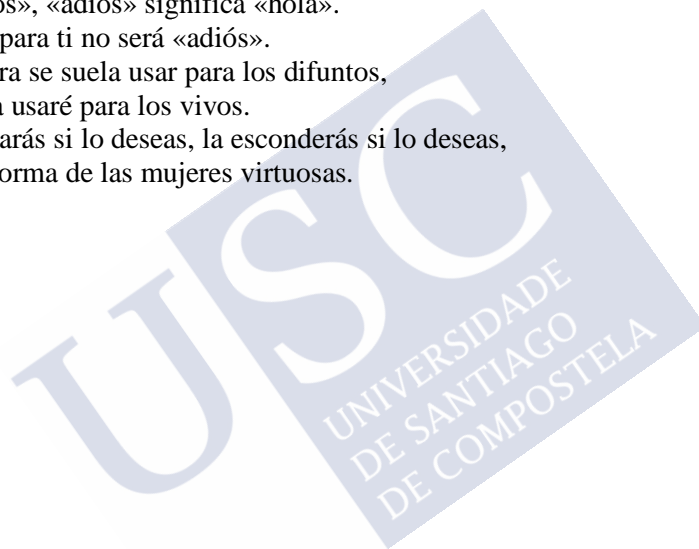 os», «adiós» significa «hola».
para ti no será «adiós».
ra se suela usar para los difuntos,
a usaré para los vivos.
arás si lo deseas, la esconderás si lo deseas,
orma de las mujeres virtuosas.
USC
UNIVERSIDADE
DE SANTIAGO
DE COMPOSTELA